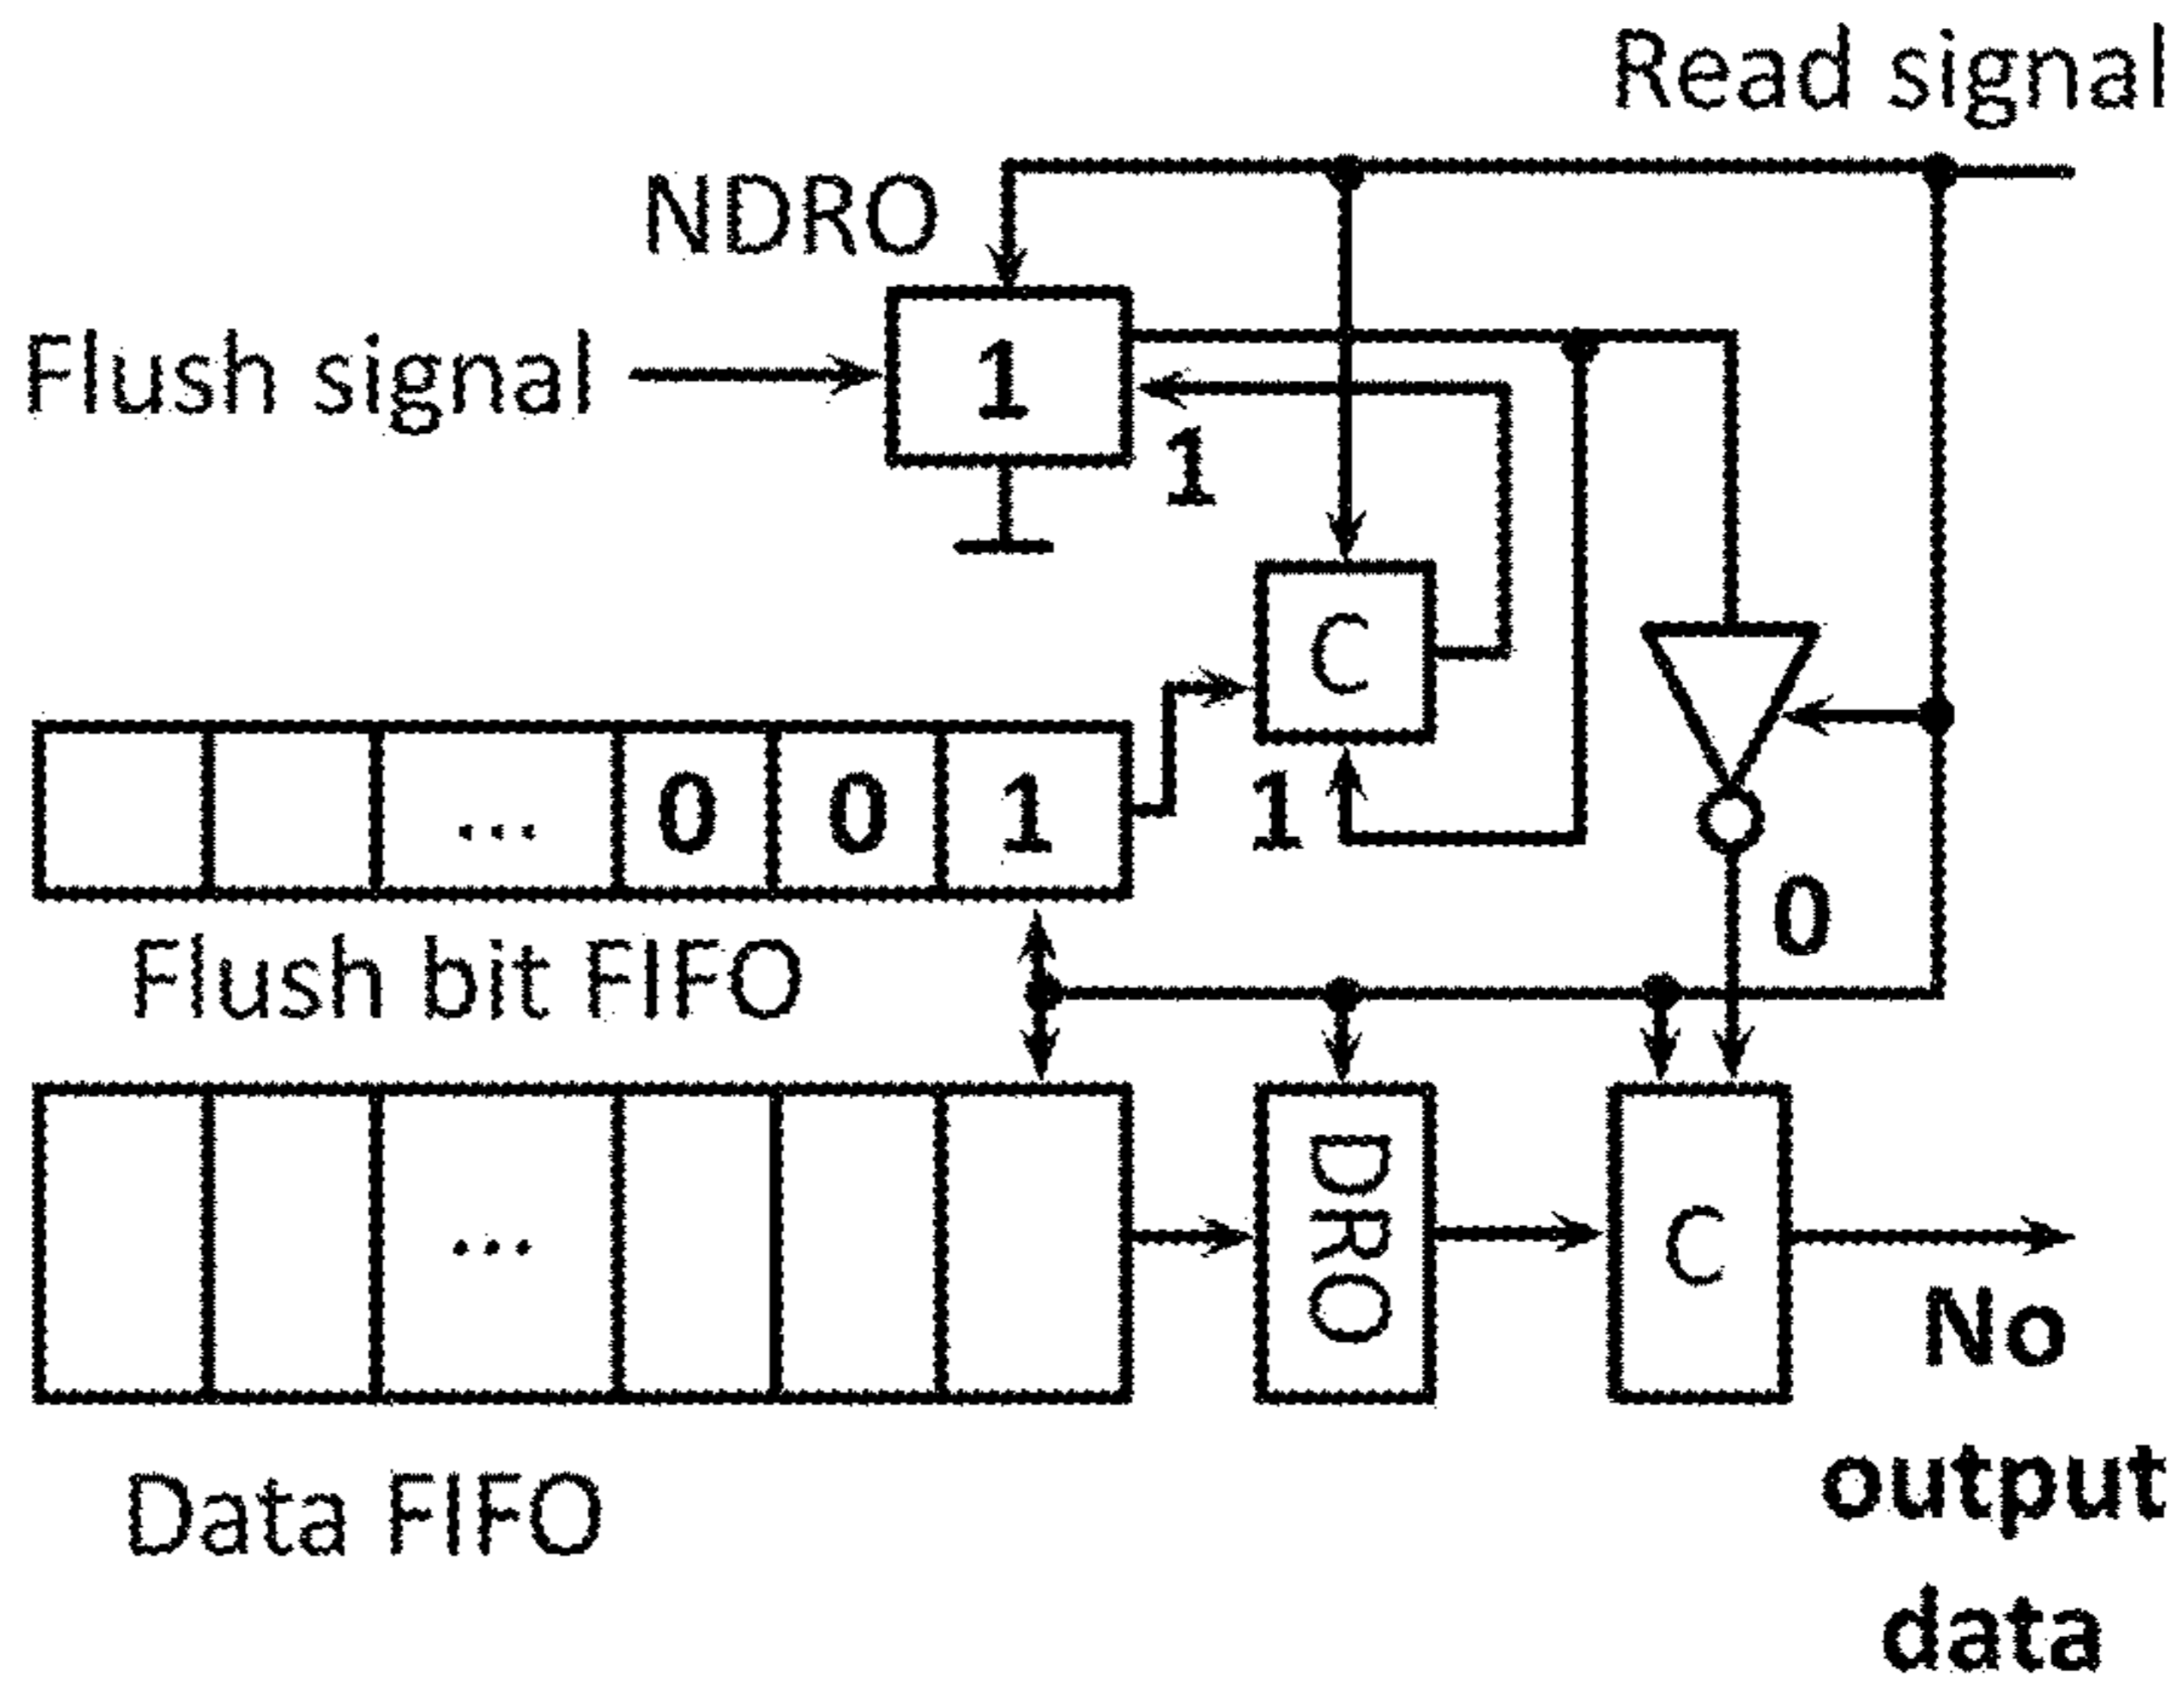 Read signal
NDRO
Flush signal
1
1
C
... 0 0 1
1
0
Flush bit FIFO
...
DRO
C
No
output
data
Data FIFO